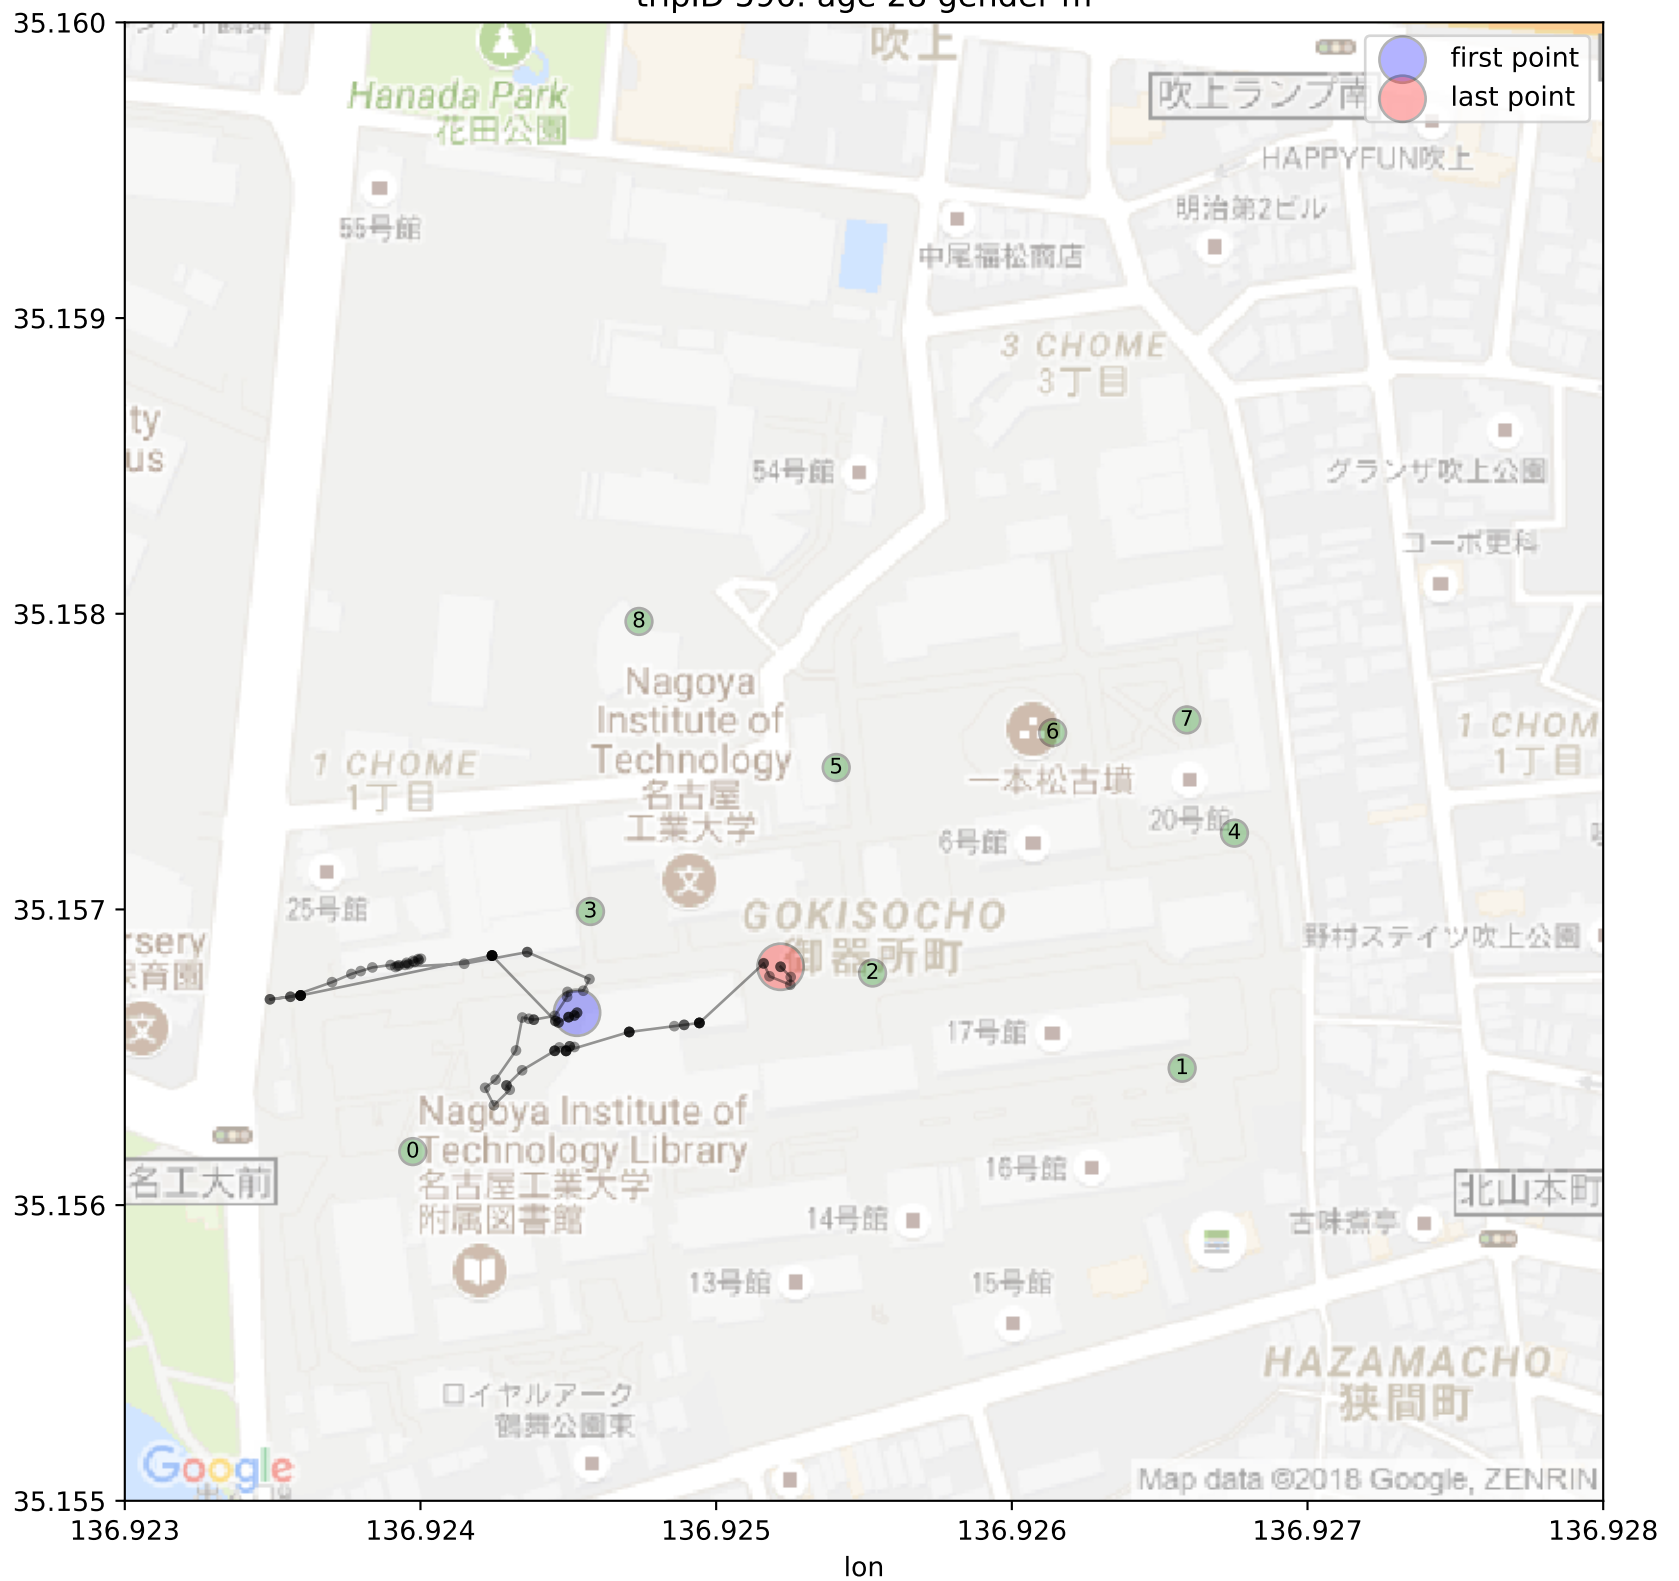 35.160
吹上
first point
last point
吹上ランプ南
Hanada Park
花田公園
HAPPYFUN吹上
明治第2ビル
55号館
中尾福松商店
35.159
3 CHOME
3丁目
ty
us
54号館
グランザ吹上公園
コーポ更科
35.158
8
Nagoya
Institute of
Technology
名古屋
工業大学
7
6
1 CHOM
1丁目
1 CHOME
1丁目
5
一本松古墳
20号館
4
6号館
35.157
25号館
3
GOKISOCHO
御器所町
野村ステイツ吹上公園
rsery
保育園
2
17号館
1
Nagoya Institute of
Technology Library
名古屋工業大学
附属図書館
0
名工大前
16号館
北山本町
35.156
14号館
古味煮亭
13号館
15号館
HAZAMACHO
狭間町
ロイヤルアーク
鶴舞公園東
Google
Map data ©2018 Google, ZENRIN
35.155
136.923
136.924
136.925
136.926
136.927
136.928
lon